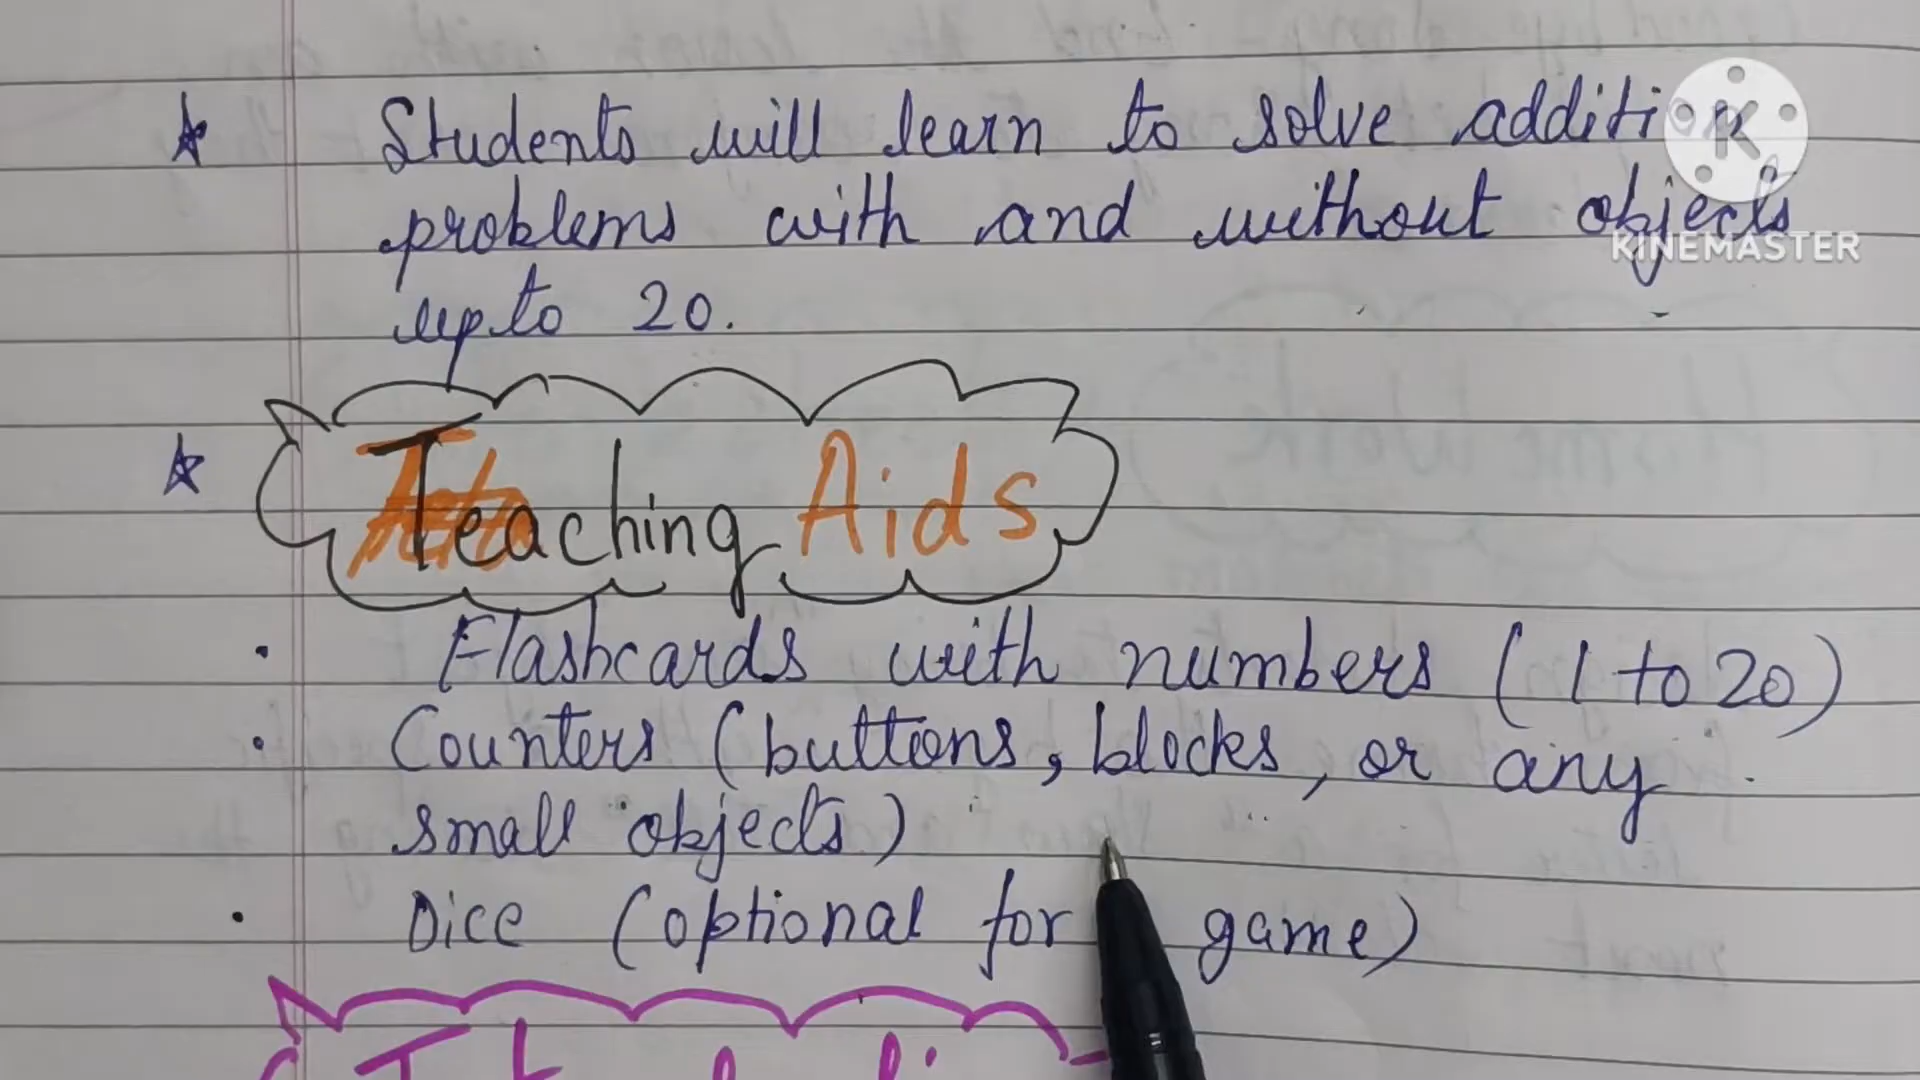 Students will learn to solve addition
problems with and without objects
upto 20.
KINEMASTER
Teaching Aids
Flashcards with numbers (1 to 20)
Counters (buttons, blocks, or any
small objects)
Dice (optional for game)